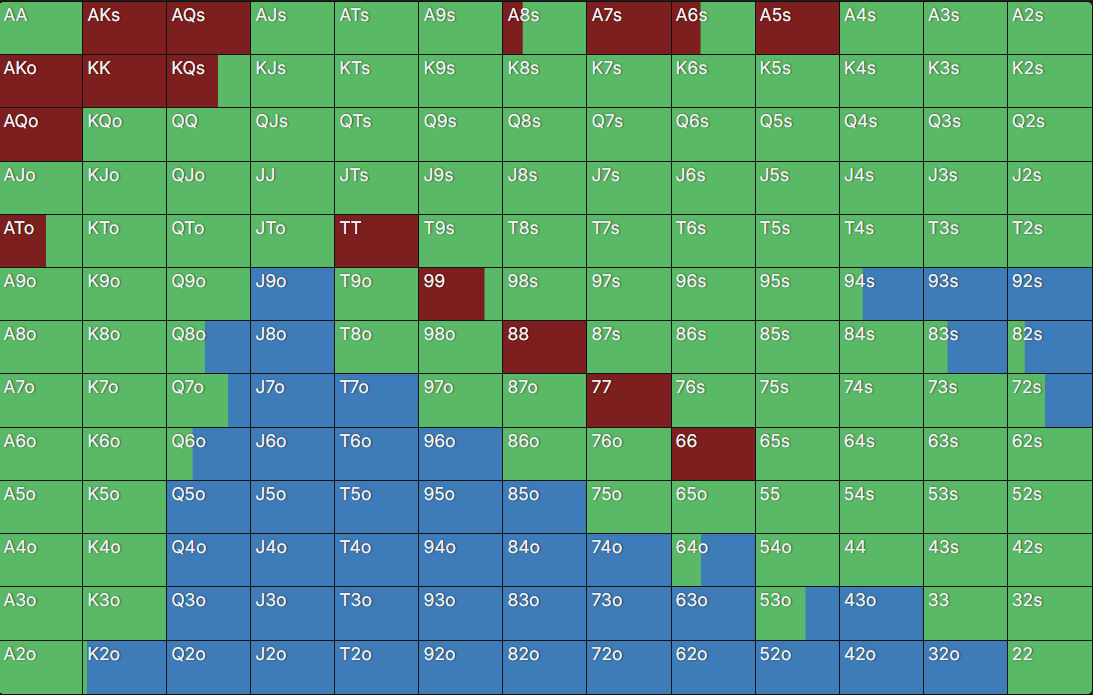 AA AKs AQs AJs ATs A9s A8s A7s A6s A5s A4s A3s A2s
AKo KK KQs KJs KTs K9s K8s K7s K6s K5s K4s K3s K2s
AQo KQo QQ QJs QTs Q9s Q8s Q7s Q6s Q5s Q4s Q3s Q2s
AJo KJo QJo JJ JTs J9s J8s J7s J6s J5s J4s J3s J2s
ATo KTo QTo JTo TT T9s T8s T7s T6s T5s T4s T3s T2s
A9o K9o Q9o J9o T9o 99 98s 97s 96s 95s 94s 93s 92s
A8o K8o Q8o J8o T8o 98o 88 87s 86s 85s 84s 83s 82s
A7o K7o Q7o J7o T7o 97o 87o 77 76s 75s 74s 73s 72s
A6o K6o Q6o J6o T6o 96o 86o 76o 66 65s 64s 63s 62s
A5o K5o Q5o J5o T5o 95o 85o 75o 65o 55 54s 53s 52s
A4o K4o Q4o J4o T4o 94o 84o 74o 64o 54o 44 43s 42s
A3o K3o Q3o J3o T3o 93o 83o 73o 63o 53o 43o 33 32s
A2o K2o Q2o J2o T2o 92o 82o 72o 62o 52o 42o 32o 22